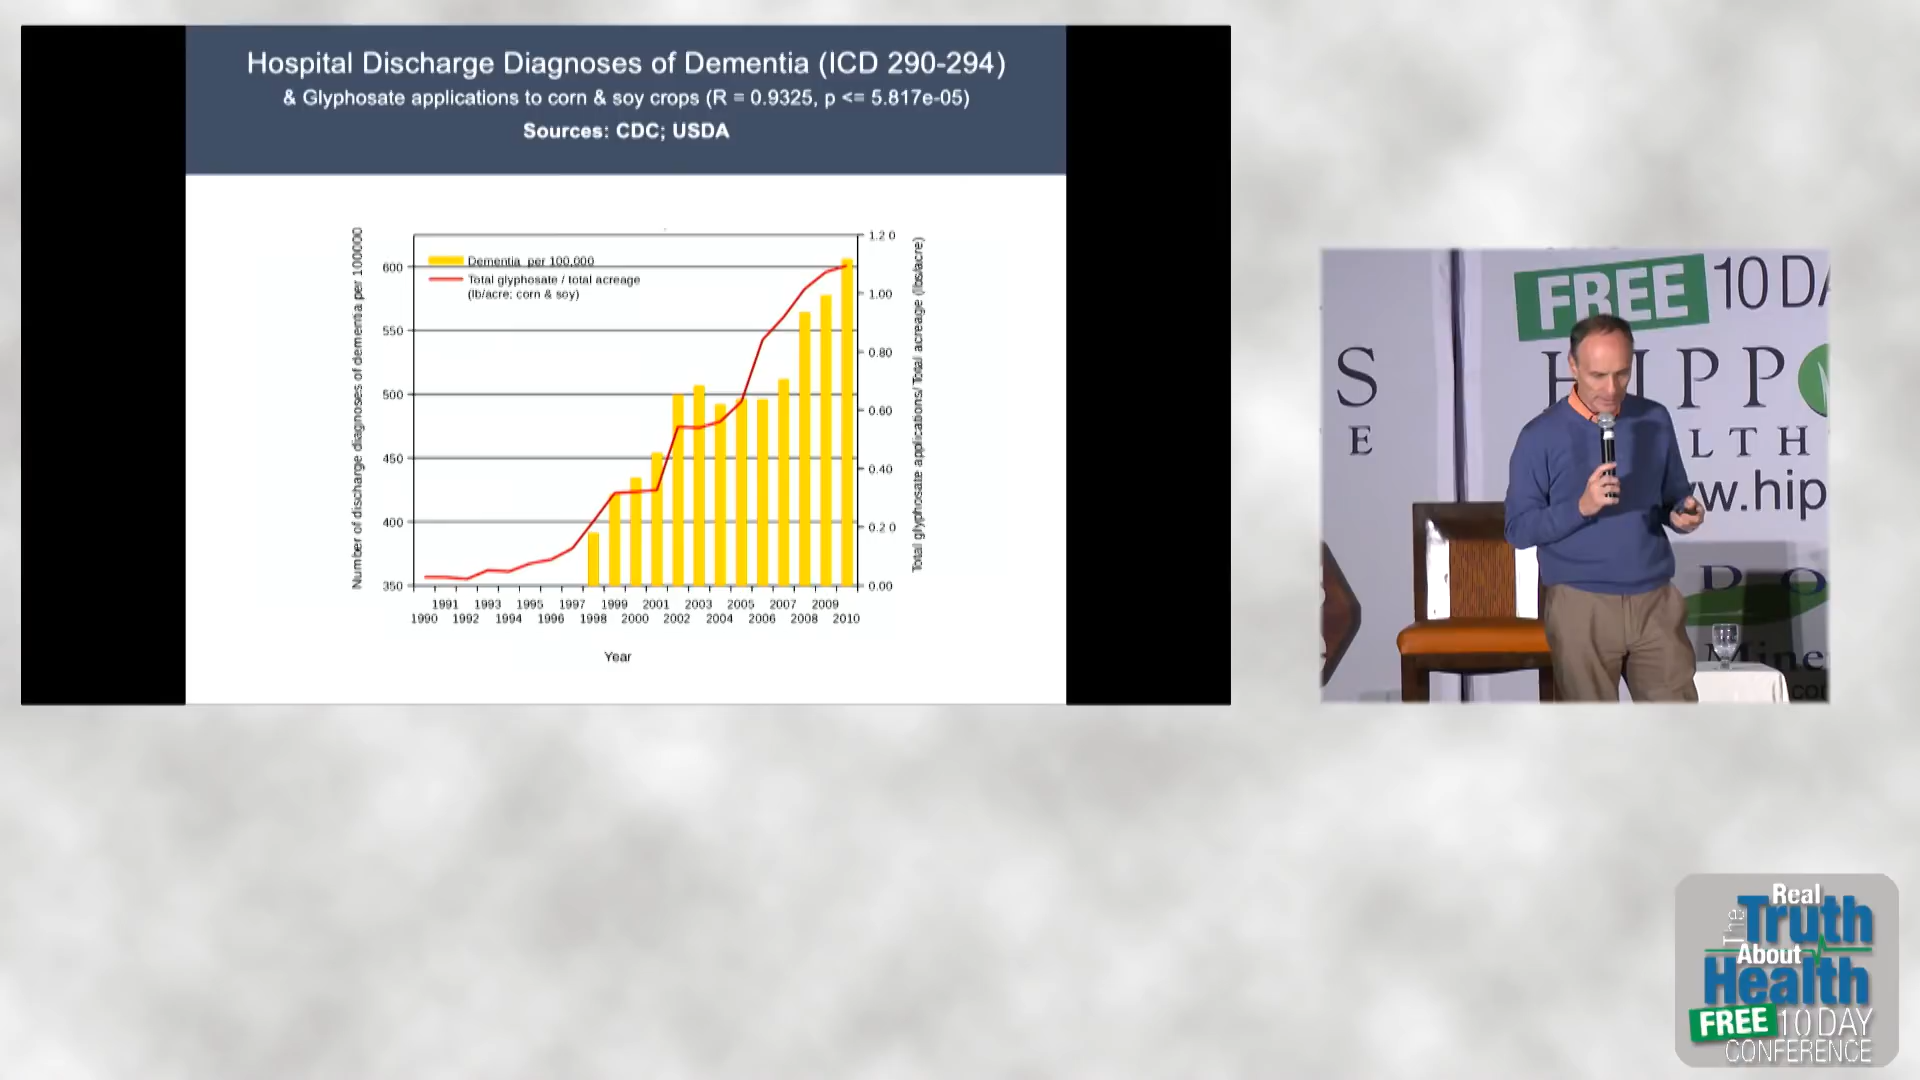 Hospital Discharge Diagnoses of Dementia (ICD 290-294)
& Glyphosate applications to corn & soy crops (R = 0.9325, p <= 5.817e-05)
Sources: CDC; USDA
Number of discharge diagnoses of dementia per 100000
600
550
500
450
400
350
Dementia per 100,000
Total glyphosate / total acreage
(lb/acre; corn & soy)
1.20
1.00
0.80
0.60
0.40
0.20
0.00
Total glyphosate applications/ Total acreage (lbs/acre)
1991 1993 1995 1997 1999 2001 2003 2005 2007 2009
1990 1992 1994 1996 1998 2000 2002 2004 2006 2008 2010
Year
FREE 10 DA
S
HIPP
E
LTH
w.hip
Mine
con
The Real
Truth
About
Health
FREE 10 DAY
CONFERENCE